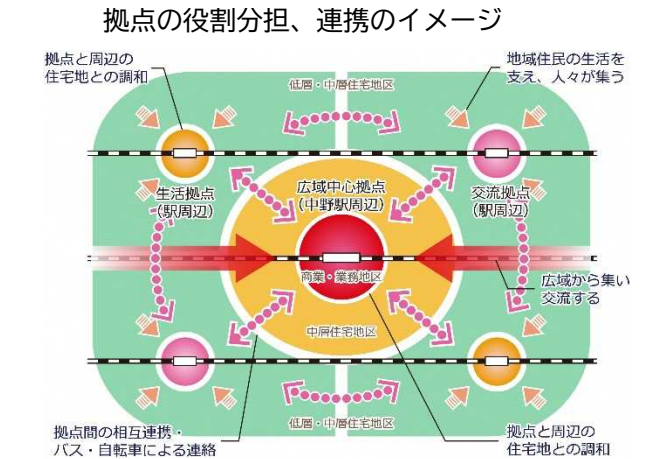 拠点の役割分担、連携のイメージ
拠点と周辺の
住宅地との調和
地域住民の生活を
支え、人々が集う
低層・中層住宅地区
生活拠点
（駅周辺）
広域中心拠点
（中野駅周辺）
交流拠点
（駅周辺）
商業・業務地区
広域から集い
交流する
中層住宅地区
低層・中層住宅地区
拠点間の相互連携・
バス・自転車による連絡
拠点と周辺の
住宅地との調和